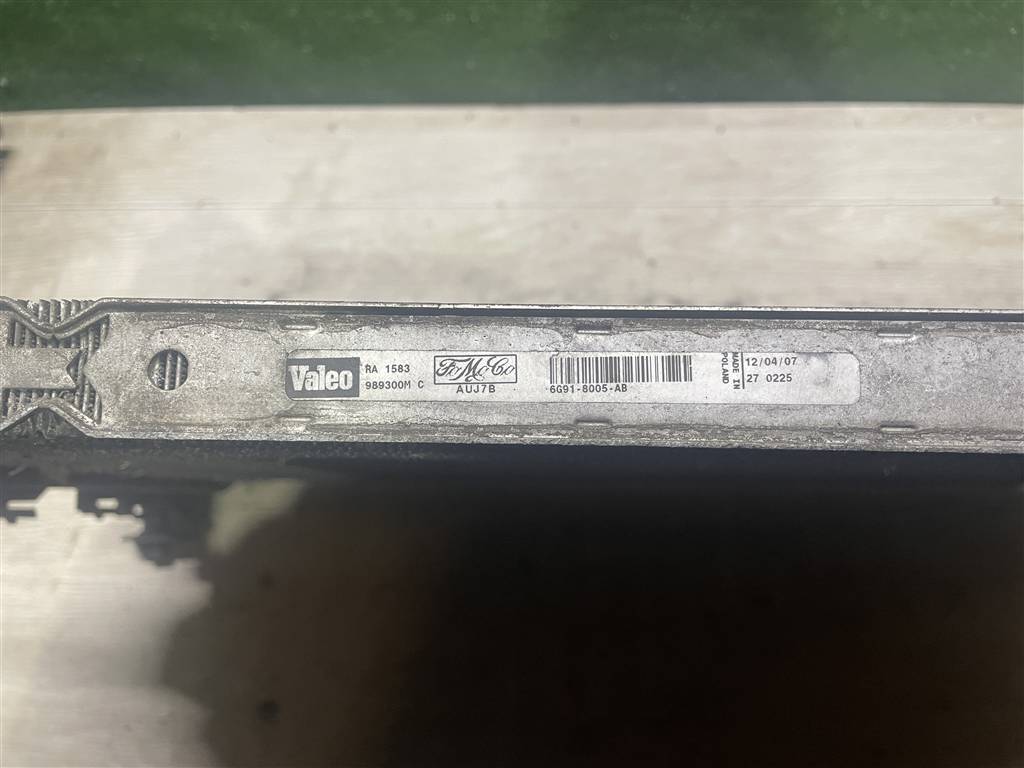 Valeo
RA 1583
989300M C
FoMoCo
AUJ7B
6G91-8005-AB
MADE IN
POLAND
12/04/07
27 0225